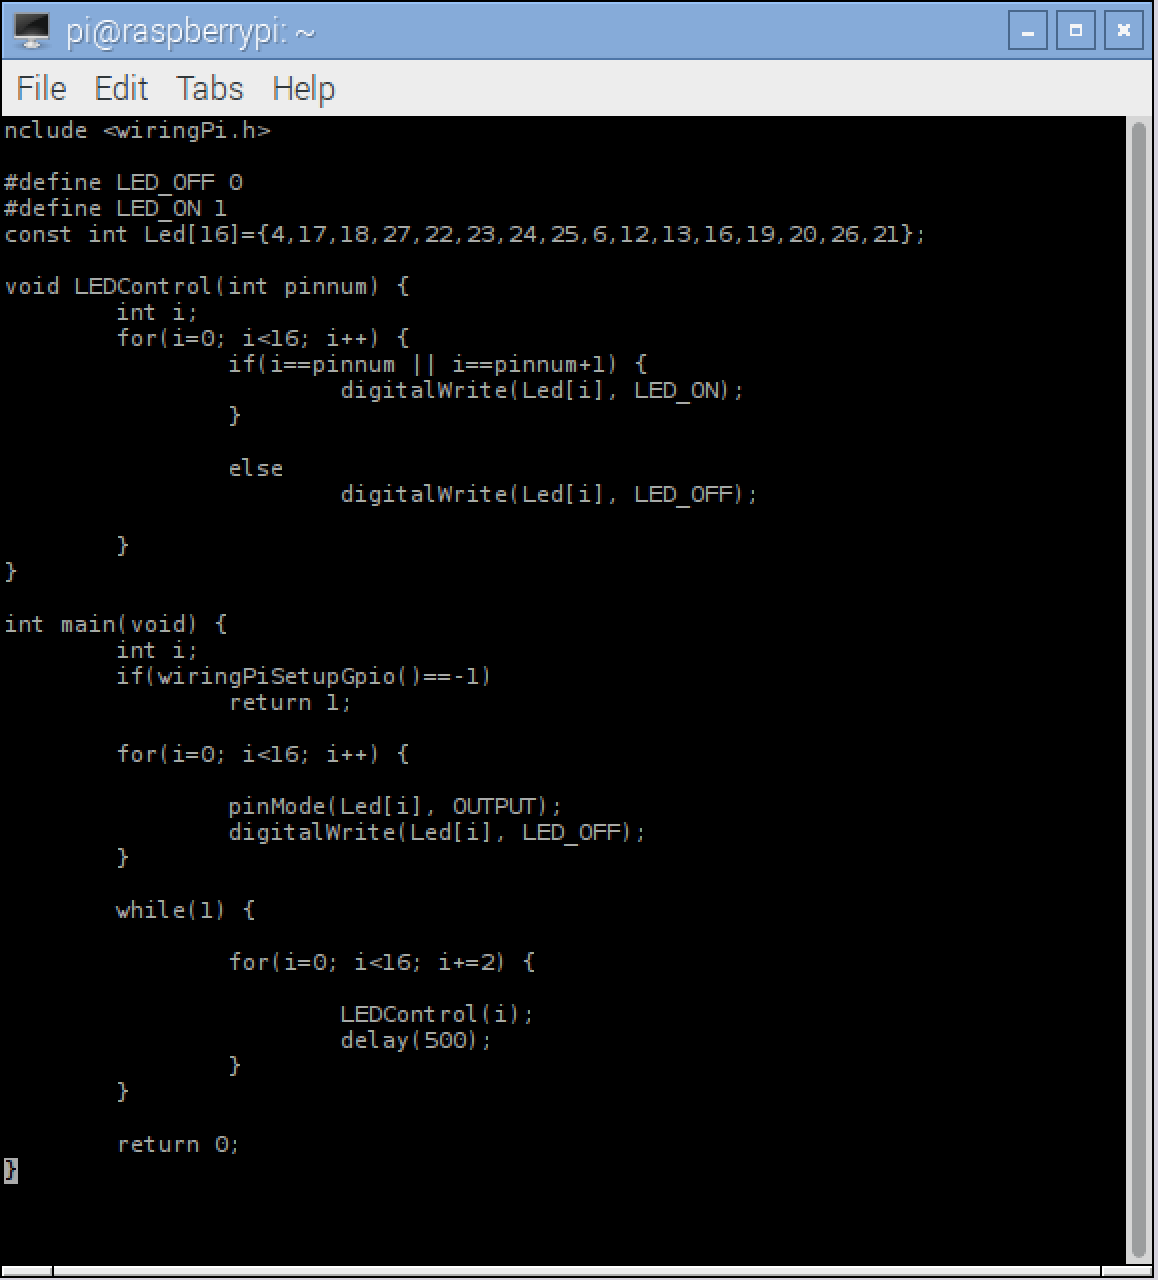 pi@raspberrypi: ~
File Edit Tabs Help
nclude <wiringPi.h>
#define LED_OFF 0
#define LED_ON 1
const int Led[16]={4,17,18,27,22,23,24,25,6,12,13,16,19,20,26,21};
void LEDControl(int pinnum) {
int i;
for(i=0; i<16; i++) {
if(i==pinnum || i==pinnum+1) {
digitalWrite(Led[i], LED_ON);
}
else
digitalWrite(Led[i], LED_OFF);
}
}
int main(void) {
int i;
if(wiringPiSetupGpio()==-1)
return 1;
for(i=0; i<16; i++) {
pinMode(Led[i], OUTPUT);
digitalWrite(Led[i], LED_OFF);
}
while(1) {
for(i=0; i<16; i+=2) {
LEDControl(i);
delay(500);
}
}
return 0;
}